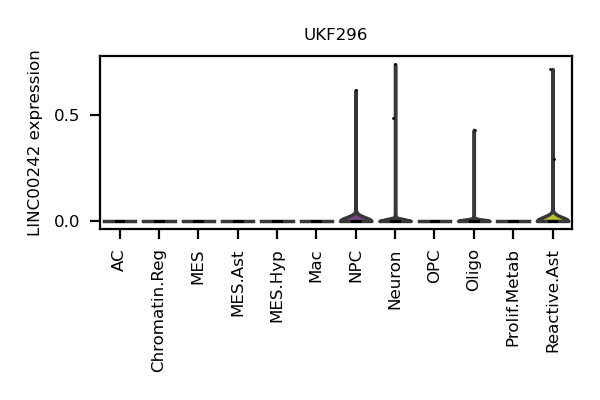 UKF296
LINC00242 expression
0.5
0.0
AC
Chromatin.Reg
MES
MES.Ast
MES.Hyp
Mac
NPC
Neuron
OPC
Oligo
Prolif.Metab
Reactive.Ast